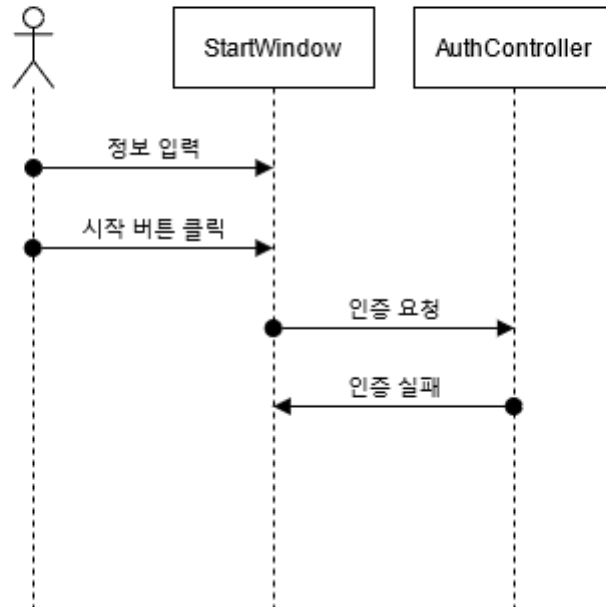 StartWindow
AuthController
정보 입력
시작 버튼 클릭
인증 요청
인증 실패